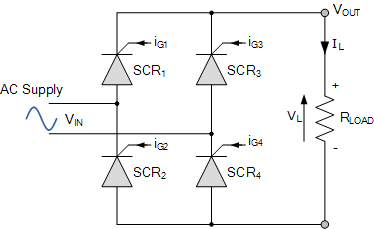 V_OUT
i_G1
i_G3
I_L
SCR_1
SCR_3
+
AC Supply
V_IN
V_L
R_LOAD
i_G2
i_G4
-
SCR_2
SCR_4